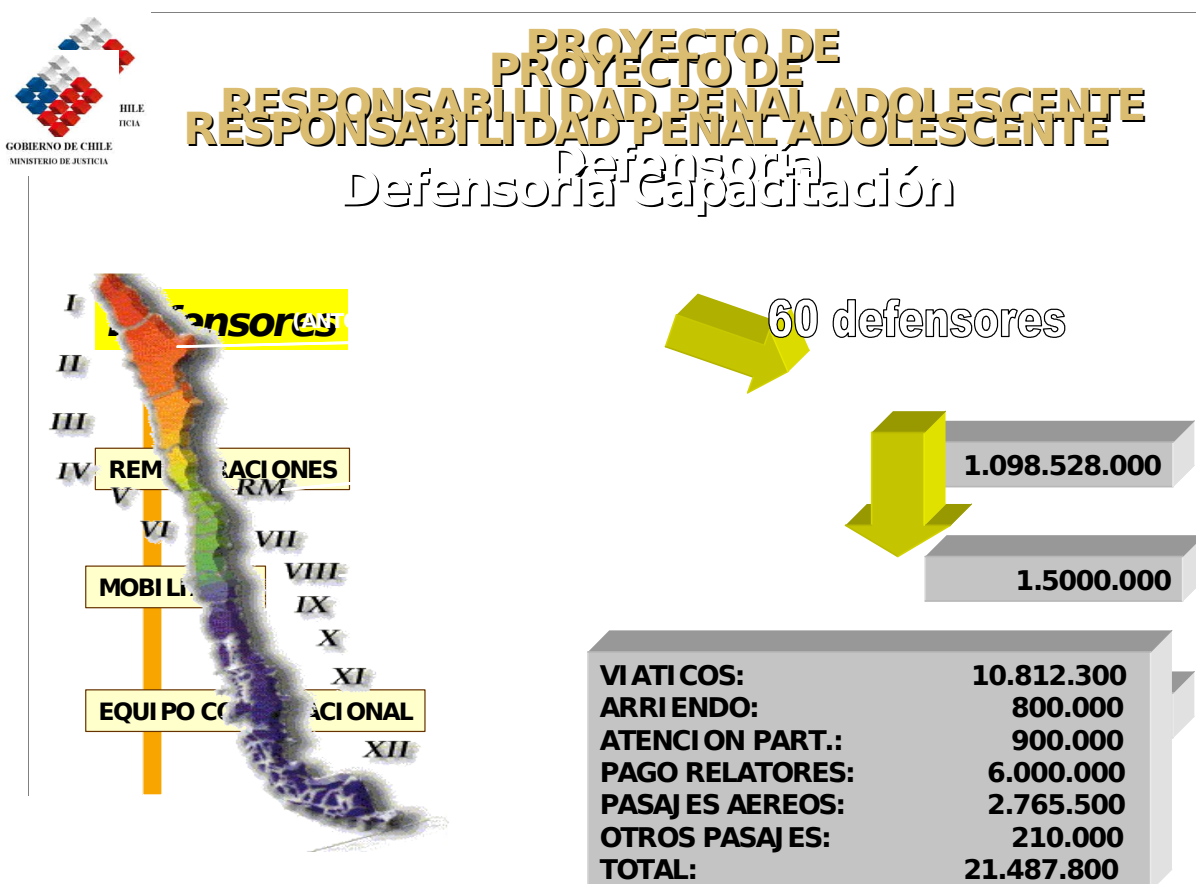 PROYECTO DE
RESPONSABILIDAD PENAL ADOLESCENTE
Defensoría
PROYECTO DE
RESPONSABILIDAD PENAL ADOLESCENTE
Defensoría Capacitación
HILE
TICIA
GOBIERNO DE CHILE
MINISTERIO DE JUSTICIA
60 defensores
I
II
III
IV
V
RM
VI
VII
VIII
IX
X
XI
XII
1.098.528.000
1.5000.000
EQUIPO
VIATICOS: 10.812.300
ARRIENDO: 800.000
ATENCION PART.: 900.000
PAGO RELATORES: 6.000.000
PASAJES AEREOS: 2.765.500
OTROS PASAJES: 210.000
TOTAL: 21.487.800